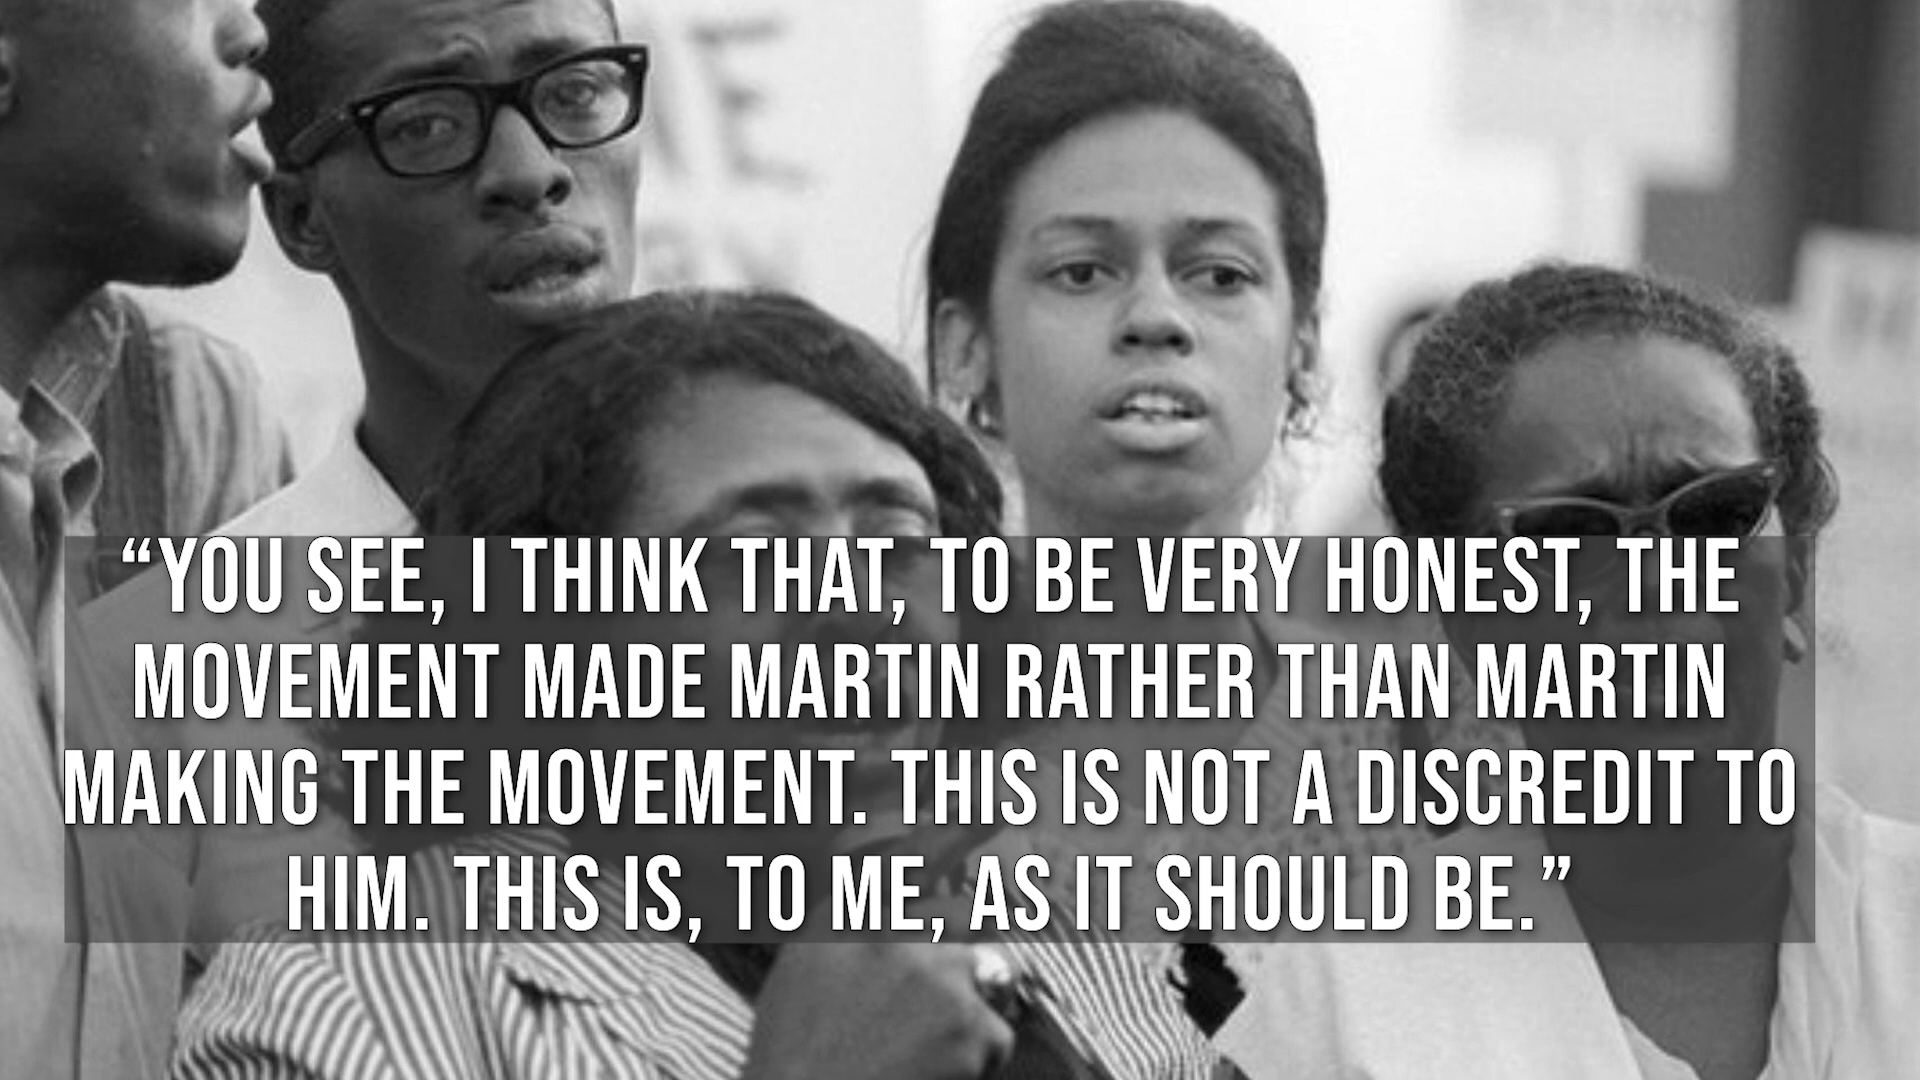 “YOU SEE, I THINK THAT, TO BE VERY HONEST, THE
MOVEMENT MADE MARTIN RATHER THAN MARTIN
MAKING THE MOVEMENT. THIS IS NOT A DISCREDIT TO
HIM. THIS IS, TO ME, AS IT SHOULD BE.”